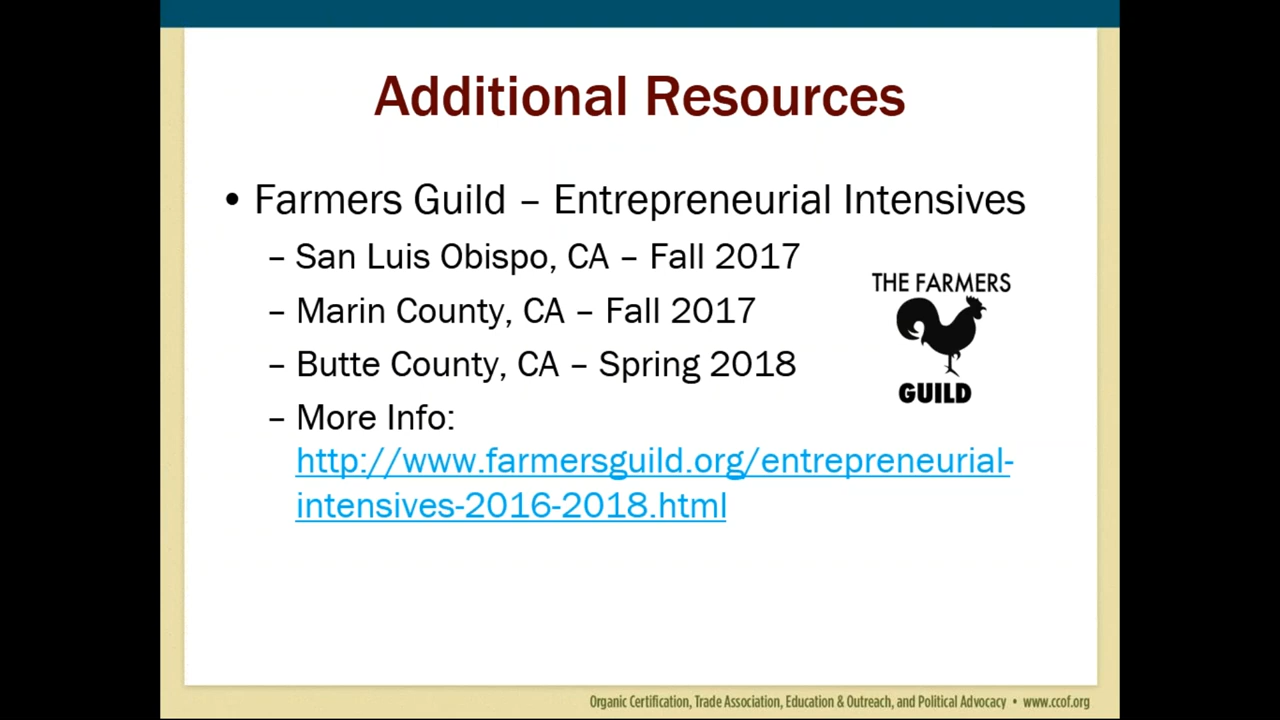 Additional Resources
• Farmers Guild – Entrepreneurial Intensives
– San Luis Obispo, CA – Fall 2017
– Marin County, CA – Fall 2017
– Butte County, CA – Spring 2018
– More Info:
http://www.farmersguild.org/entrepreneurial-
intensives-2016-2018.html
THE FARMERS
GUILD
Organic Certification, Trade Association, Education & Outreach, and Political Advocacy • www.ccof.org